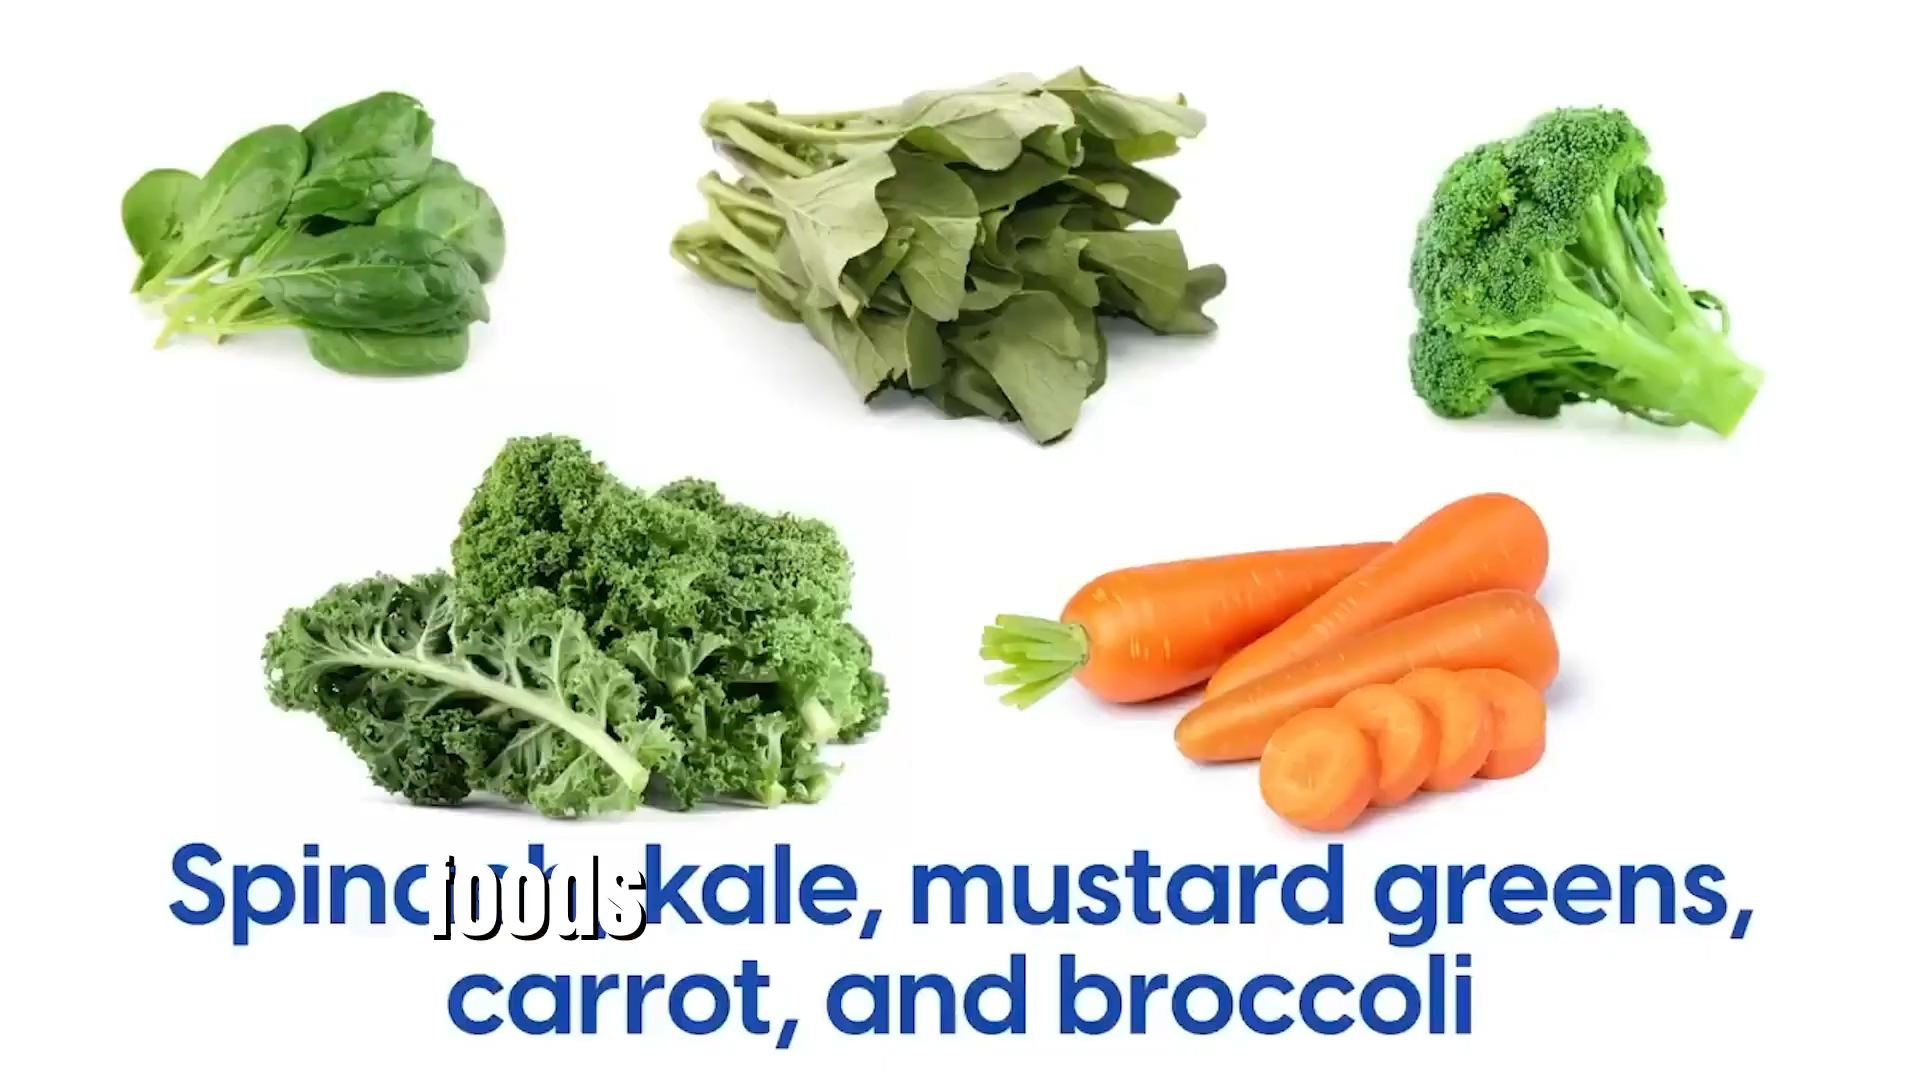 Spinach, kale, mustard greens,
foods
carrot, and broccoli